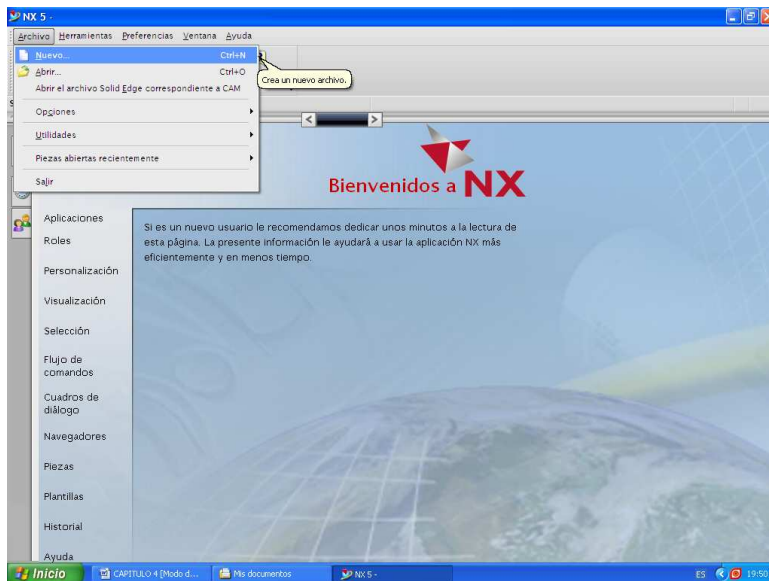 NX 5 -
Archivo Herramientas Preferencias Ventana Ayuda
Nuevo... Ctrl+N
Crea un nuevo archivo.
Abrir... Ctrl+O
Abrir el archivo Solid Edge correspondiente a CAM
Opciones
Utilidades
Piezas abiertas recientemente
Salir
Bienvenidos a NX
Si es un nuevo usuario le recomendamos dedicar unos minutos a la lectura de
esta página. La presente información le ayudará a usar la aplicación NX más
eficientemente y en menos tiempo.
Aplicaciones
Roles
Personalización
Visualización
Selección
Flujo de
comandos
Cuadros de
diálogo
Navegadores
Piezas
Plantillas
Historial
Ayuda
Inicio CAPITULO 4 [Modo d... Mis documentos NX 5 - ES 19:50